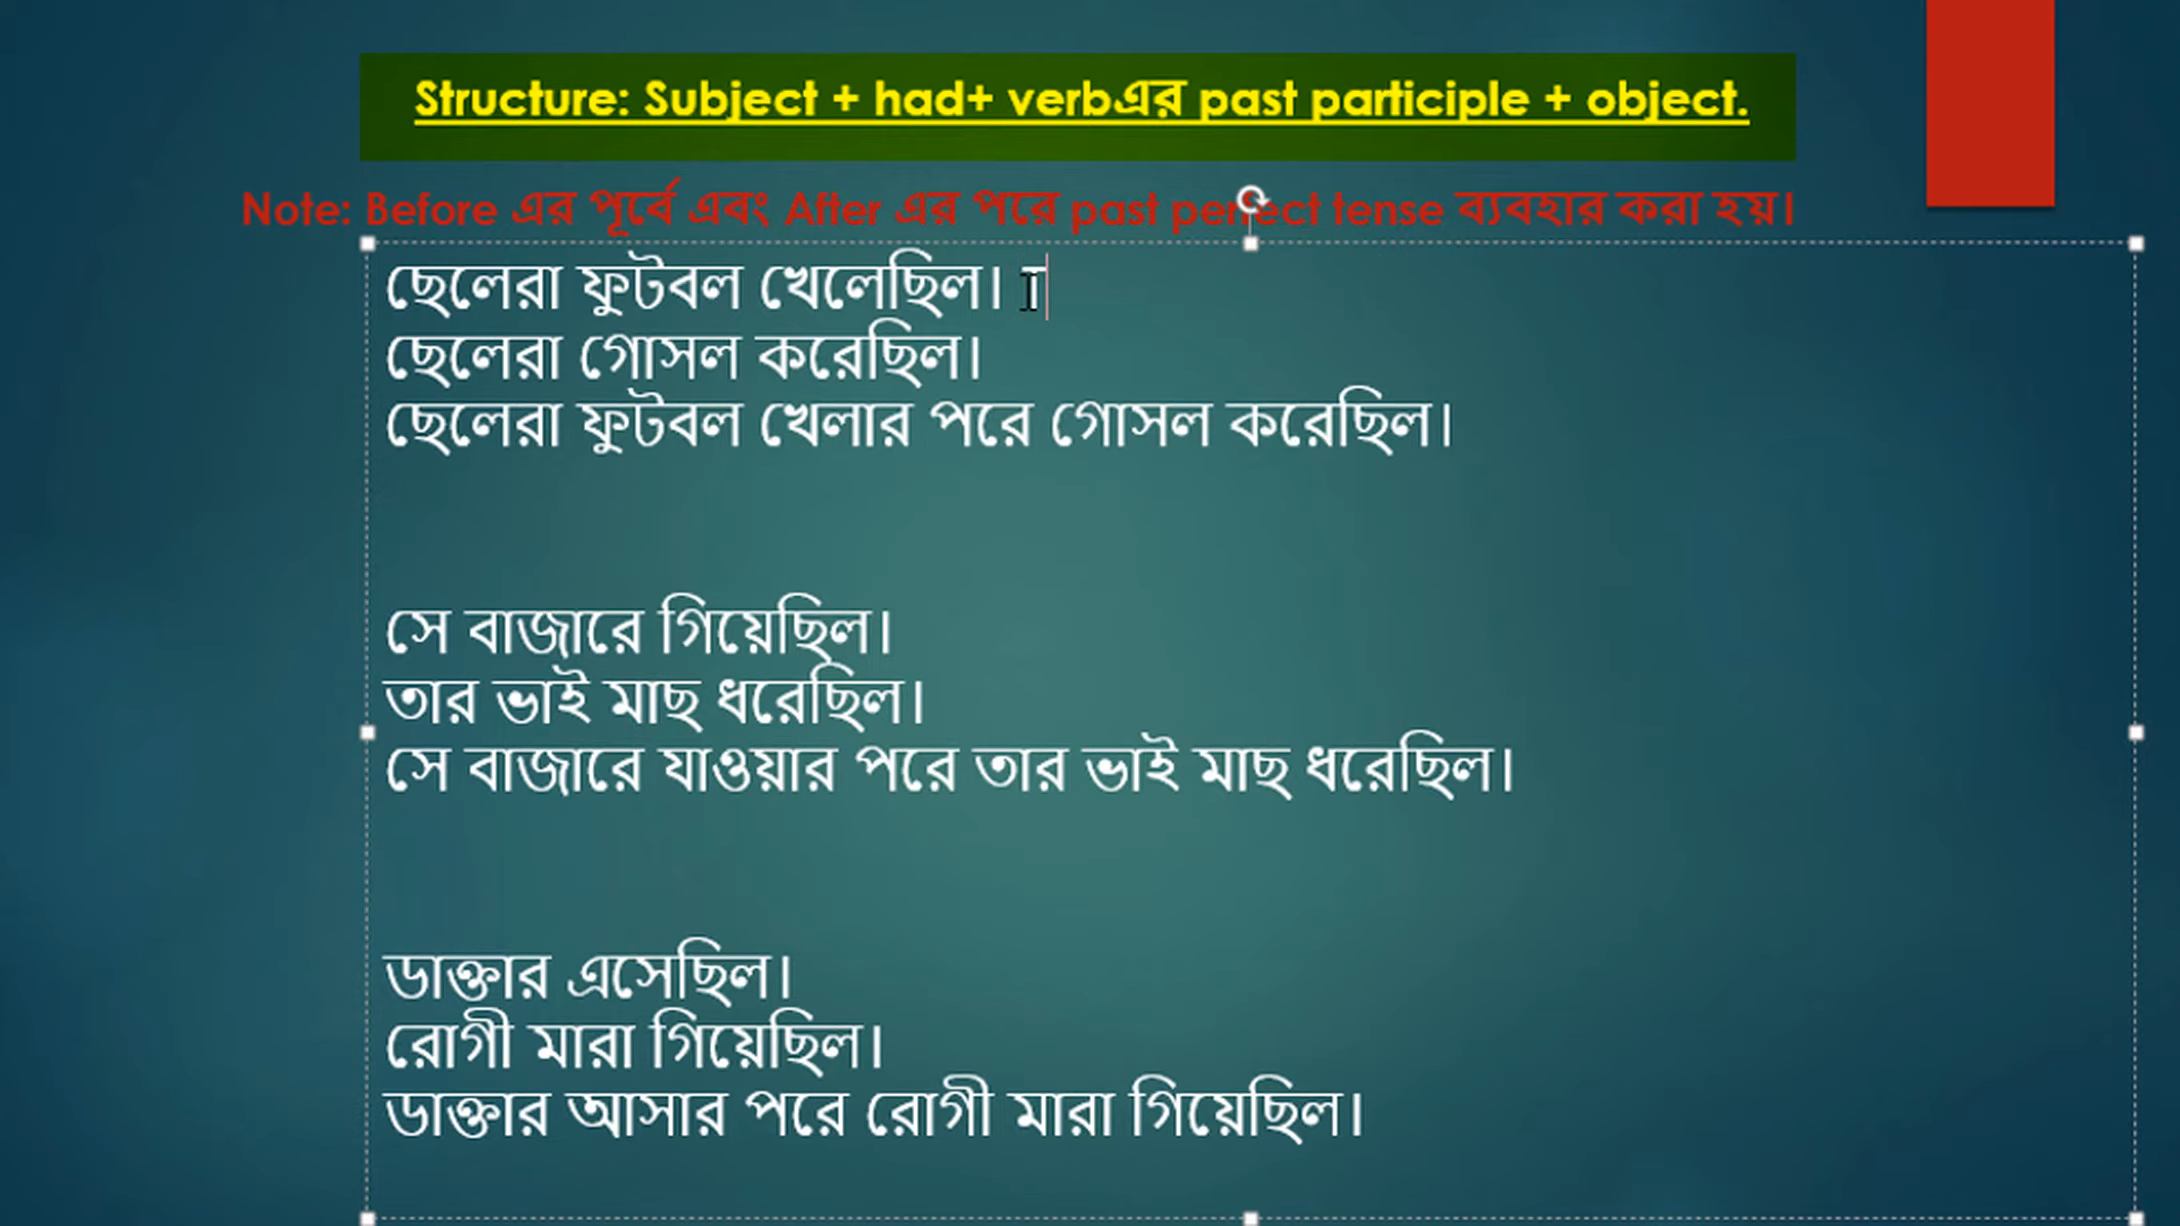 Structure: Subject + had+ verbএর past participle + object.
Note: Before এর পূর্বে এবং After এর পরে past perfect tense ব্যবহার করা হয়।
ছেলেরা ফুটবল খেলেছিল। T
ছেলেরা গোসল করেছিল।
ছেলেরা ফুটবল খেলার পরে গোসল করেছিল।
সে বাজারে গিয়েছিল।
তার ভাই মাছ ধরেছিল।
সে বাজারে যাওয়ার পরে তার ভাই মাছ ধরেছিল।
ডাক্তার এসেছিল।
রোগী মারা গিয়েছিল।
ডাক্তার আসার পরে রোগী মারা গিয়েছিল।